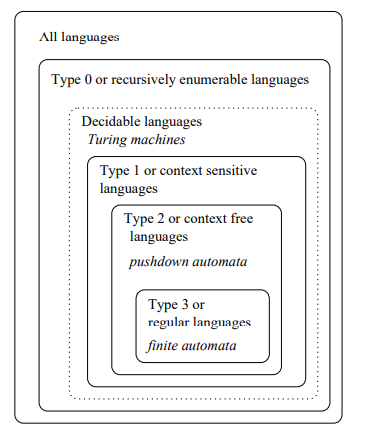 All languages
Type 0 or recursively enumerable languages
Decidable languages
Turing machines
Type 1 or context sensitive
languages
Type 2 or context free
languages
pushdown automata
Type 3 or
regular languages
finite automata